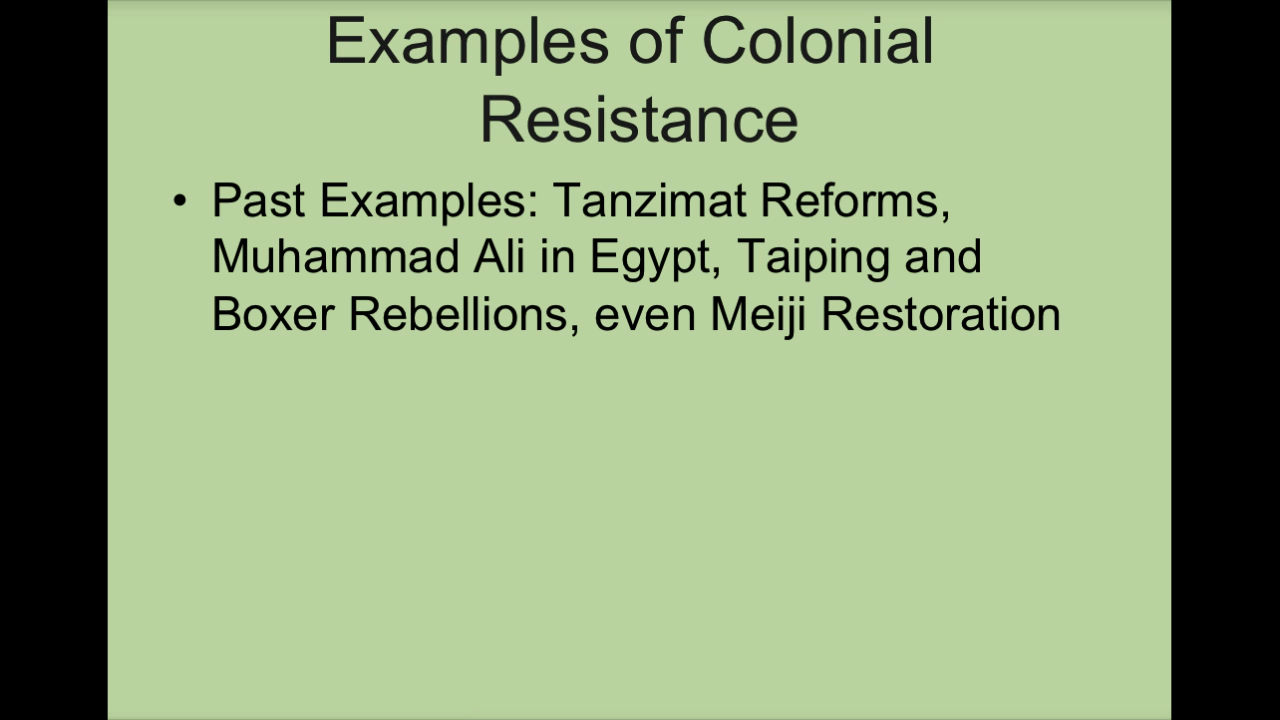 Examples of Colonial
Resistance
• Past Examples: Tanzimat Reforms,
Muhammad Ali in Egypt, Taiping and
Boxer Rebellions, even Meiji Restoration